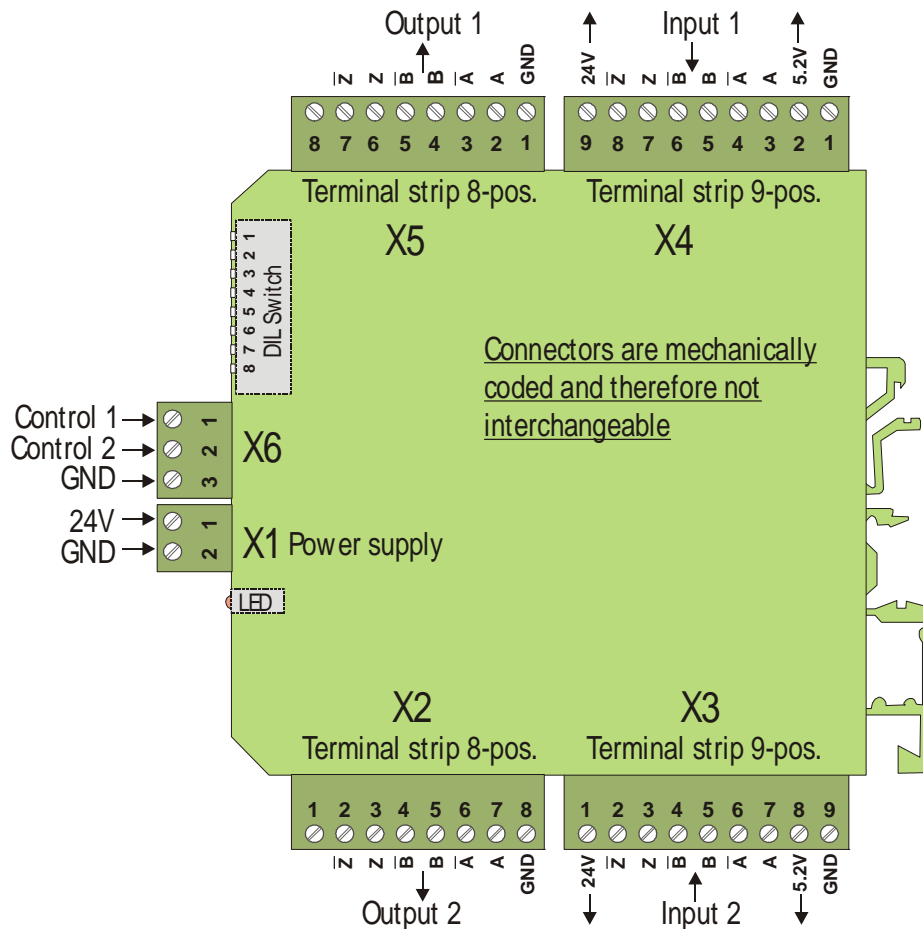 Output 1
Input 1
Z̅ Z B̅ B A̅ A GND
24V Z̅ Z B̅ B A̅ A 5.2V GND
8 7 6 5 4 3 2 1
9 8 7 6 5 4 3 2 1
Terminal strip 8-pos.
Terminal strip 9-pos.
X5
X4
8 7 6 5 4 3 2 1
DIL Switch
Connectors are mechanically
coded and therefore not
interchangeable
Control 1
1
Control 2
2
X6
GND
3
24V
1
X1 Power supply
GND
2
LED
X2
X3
Terminal strip 8-pos.
Terminal strip 9-pos.
1 2 3 4 5 6 7 8
1 2 3 4 5 6 7 8 9
Z̅ Z B̅ B A̅ A GND
24V Z̅ Z B̅ B A̅ A 5.2V GND
Output 2
Input 2